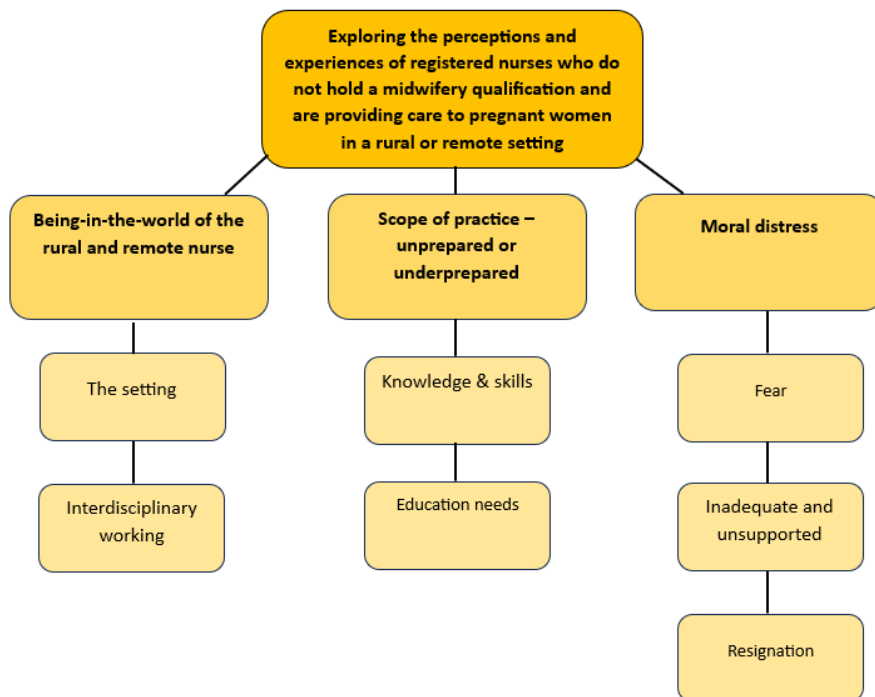 Exploring the perceptions and
experiences of registered nurses who do
not hold a midwifery qualification and
are providing care to pregnant women
in a rural or remote setting
Being-in-the-world of the
rural and remote nurse
Scope of practice –
unprepared or
underprepared
Moral distress
The setting
Knowledge & skills
Fear
Interdisciplinary
working
Education needs
Inadequate and
unsupported
Resignation